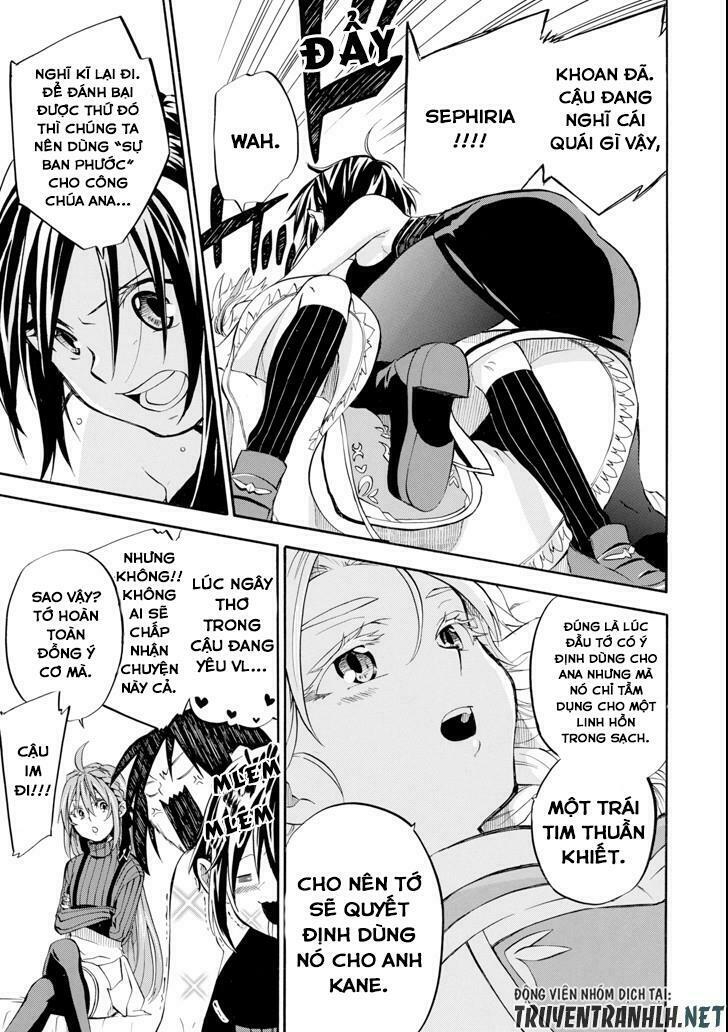 ĐẨY
KHOAN ĐÃ.
CẬU ĐANG
NGHĨ CÁI
QUÁI GÌ VẬY,
SEPHIRIA
!!!!
WAH.
NGHĨ KĨ LẠI ĐI.
ĐỂ ĐÁNH BẠI
ĐƯỢC THỨ ĐÓ
THÌ CHÚNG TA
NÊN DÙNG “SỰ
BAN PHƯỚC”
CHO CÔNG
CHÚA ANA...
ĐÚNG LÀ LÚC
ĐẦU TỚ CÓ Ý
ĐỊNH DÙNG CHO
ANA NHƯNG MÀ
NÓ CHỈ TẤM
DỤNG CHO MỘT
LINH HỒN
TRONG SẠCH.
MỘT TRÁI
TIM THUẦN
KHIẾT.
CHO NÊN TỚ
SẼ QUYẾT
ĐỊNH DÙNG
NÓ CHO ANH
KANE.
LÚC NGÂY
THƠ
TRONG
CẬU ĐANG
YÊU VL...
MLEM
MLEM
NHƯNG
KHÔNG!!
KHÔNG
AI SẼ
CHẤP
NHẬN
CHUYỆN
NÀY CẢ.
SAO VẬY?
TỚ HOÀN
TOÀN
ĐỒNG Ý
CƠ MÀ.
CẬU
IM
ĐI!!!
ĐỘNG VIÊN NHÓM DỊCH TẠI:
TRUYENTRANHLH.NET